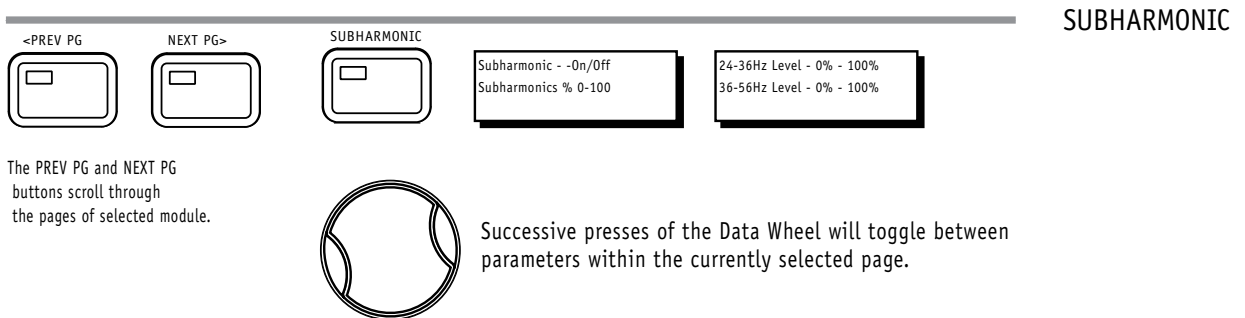 SUBHARMONIC
<PREV PG
NEXT PG>
SUBHARMONIC
Subharmonic - -On/Off
Subharmonics % 0-100
24-36Hz Level - 0% - 100%
36-56Hz Level - 0% - 100%
The PREV PG and NEXT PG
buttons scroll through
the pages of selected module.
Successive presses of the Data Wheel will toggle between
parameters within the currently selected page.